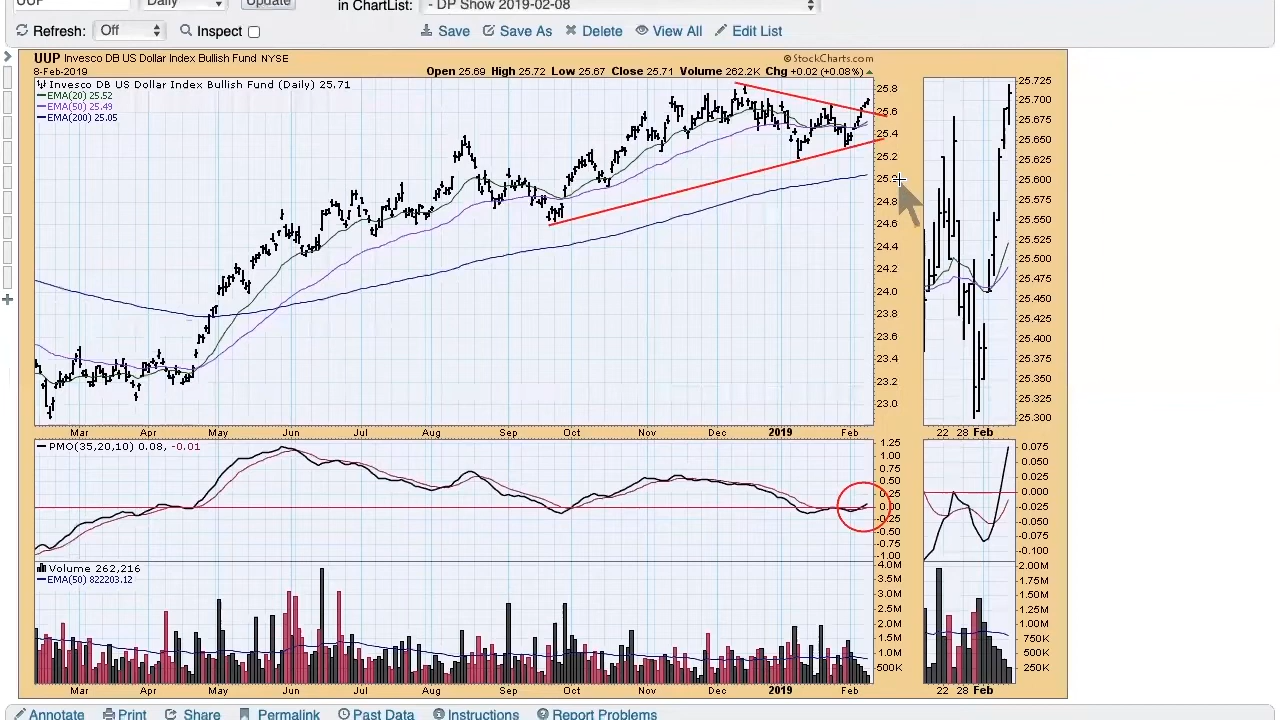 UUP Daily Update in ChartList: - DP Show 2019-02-08
Refresh: Off Inspect Save Save As Delete View All Edit List
UUP Invesco DB US Dollar Index Bullish Fund NYSE © StockCharts.com
8-Feb-2019 Open 25.69 High 25.72 Low 25.67 Close 25.71 Volume 262.2K Chg +0.02 (+0.08%)
Invesco DB US Dollar Index Bullish Fund (Daily) 25.71
EMA(20) 25.52
EMA(50) 25.49
EMA(200) 25.05
25.8
25.6
25.4
25.2
24.8
24.6
24.4
24.2
24.0
23.8
23.6
23.4
23.2
23.0
25.725
25.700
25.675
25.650
25.625
25.600
25.575
25.550
25.525
25.500
25.475
25.450
25.425
25.400
25.375
25.350
25.325
25.300
Mar Apr May Jun Jul Aug Sep Oct Nov Dec 2019 Feb 22 28 Feb
PMO(35,20,10) 0.08, -0.01
1.25
1.00
0.75
0.50
0.25
0.00
-0.25
-0.50
-0.75
-1.00
0.075
0.050
0.025
0.000
-0.025
-0.050
-0.075
-0.100
Volume 262,216
EMA(50) 822203.12
4.0M
3.5M
3.0M
2.5M
2.0M
1.5M
1.0M
500K
2.00M
1.75M
1.50M
1.25M
1.00M
750K
500K
250K
Mar Apr May Jun Jul Aug Sep Oct Nov Dec 2019 Feb 22 28 Feb
Annotate Print Share Permalink Past Data Instructions Report Problems